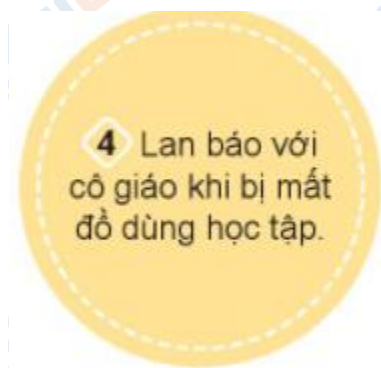 4 Lan báo với
cô giáo khi bị mất
đồ dùng học tập.